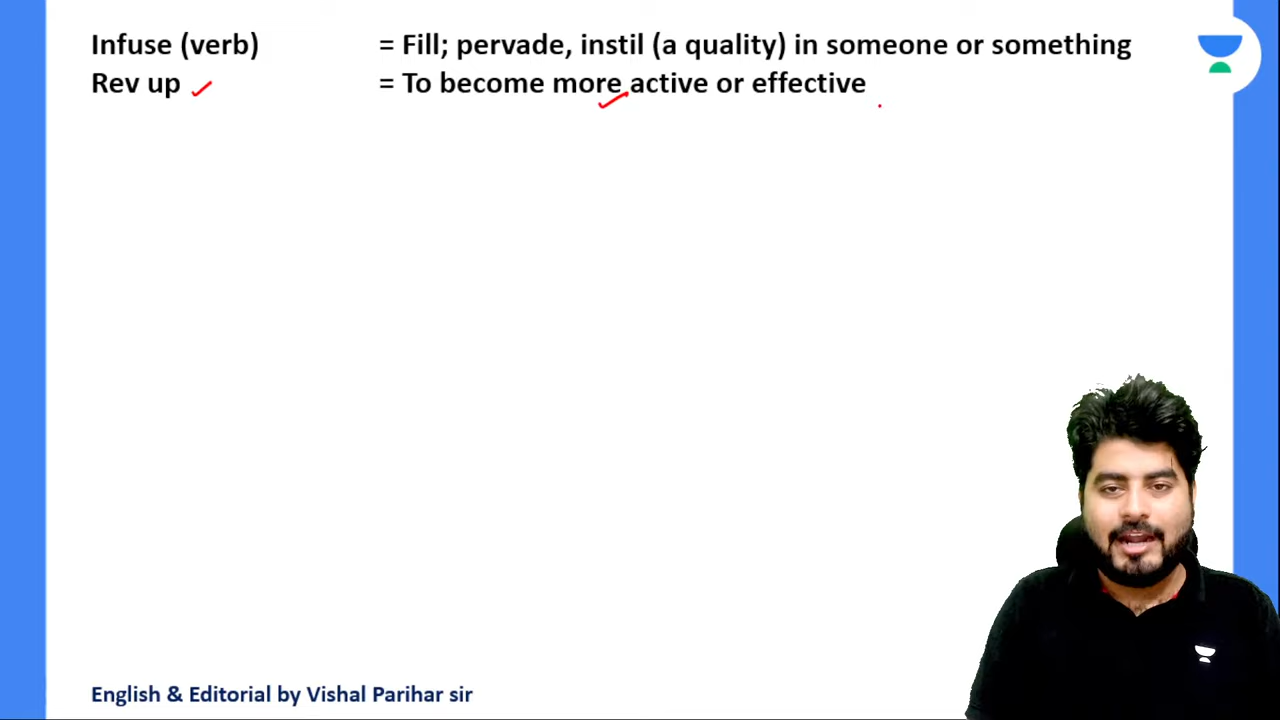 Infuse (verb) = Fill; pervade, instil (a quality) in someone or something
Rev up = To become more active or effective
English & Editorial by Vishal Parihar sir